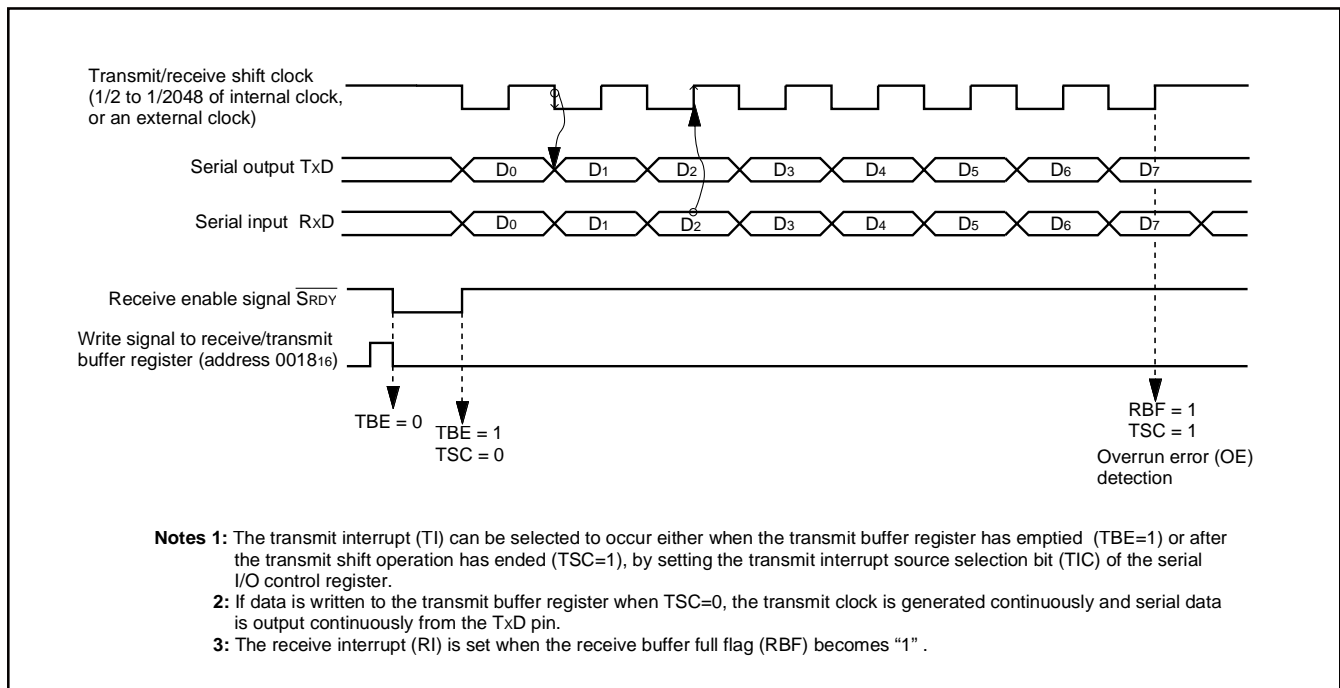 Transmit/receive shift clock
(1/2 to 1/2048 of internal clock,
or an external clock)
Serial output TxD
D0 D1 D2 D3 D4 D5 D6 D7
Serial input RxD
D0 D1 D2 D3 D4 D5 D6 D7
Receive enable signal SRDY
Write signal to receive/transmit
buffer register (address 001816)
TBE = 0
TBE = 1
TSC = 0
RBF = 1
TSC = 1
Overrun error (OE)
detection
Notes 1: The transmit interrupt (TI) can be selected to occur either when the transmit buffer register has emptied (TBE=1) or after
the transmit shift operation has ended (TSC=1), by setting the transmit interrupt source selection bit (TIC) of the serial
I/O control register.
2: If data is written to the transmit buffer register when TSC=0, the transmit clock is generated continuously and serial data
is output continuously from the TxD pin.
3: The receive interrupt (RI) is set when the receive buffer full flag (RBF) becomes “1” .